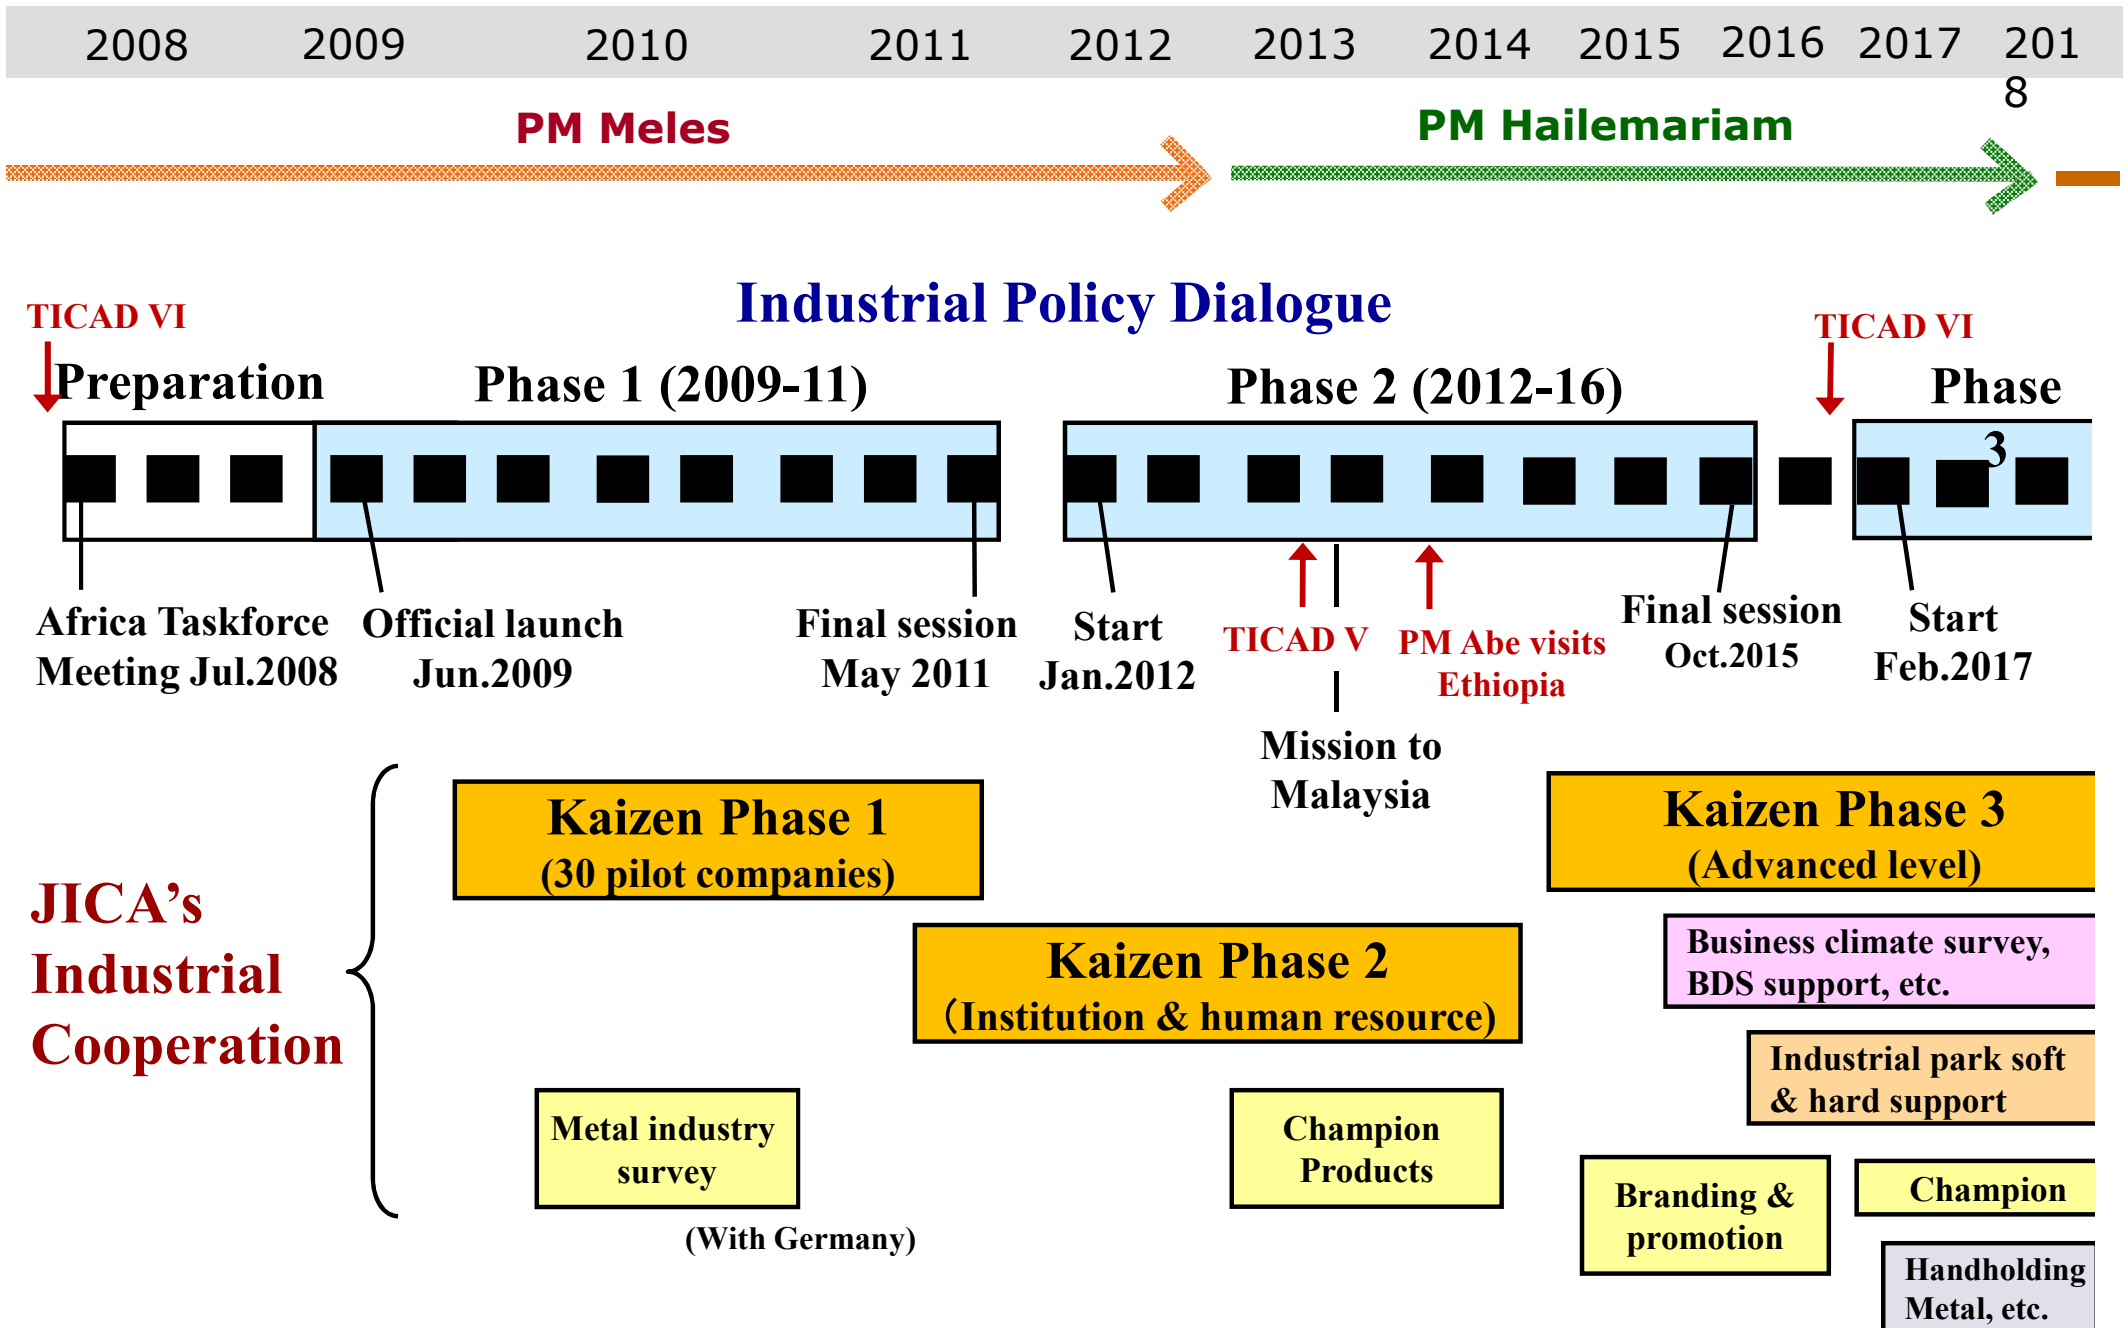 2008 2009 2010 2011 2012 2013 2014 2015 2016 2017 201
8
PM Meles
PM Hailemariam
Industrial Policy Dialogue
TICAD VI
TICAD VI
Preparation
Phase 1 (2009-11)
Phase 2 (2012-16)
Phase
3
Africa Taskforce
Meeting Jul.2008
Official launch
Jun.2009
Final session
May 2011
Start
Jan.2012
TICAD V
PM Abe visits
Ethiopia
Final session
Oct.2015
Start
Feb.2017
Mission to
Malaysia
JICA’s
Industrial
Cooperation
Kaizen Phase 1
(30 pilot companies)
Kaizen Phase 2
(Institution & human resource)
Kaizen Phase 3
(Advanced level)
Business climate survey,
BDS support, etc.
Industrial park soft
& hard support
Metal industry
survey
(With Germany)
Champion
Products
Branding &
promotion
Champion
Handholding
Metal, etc.